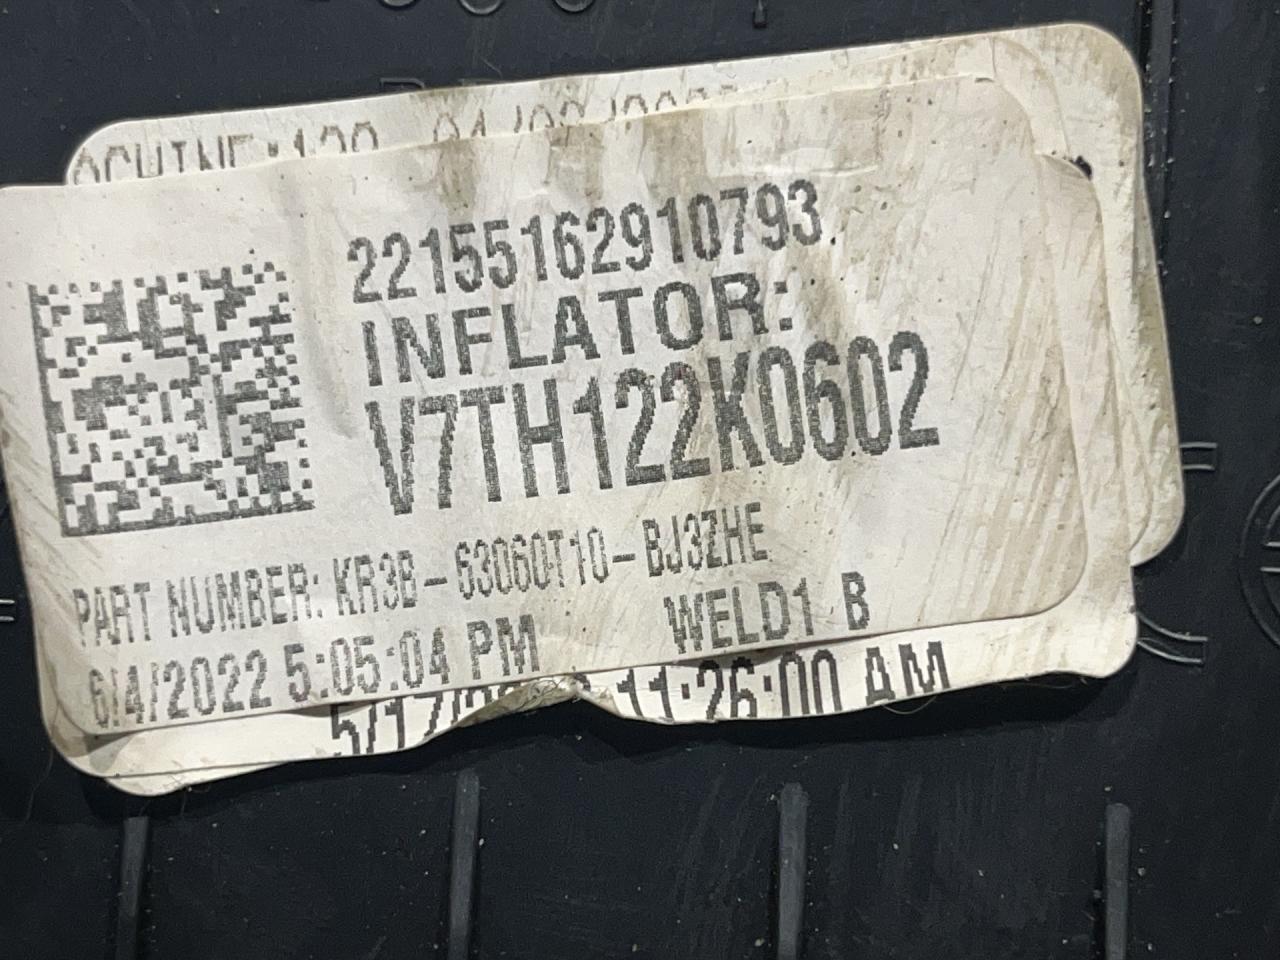 22155162910793
INFLATOR:
V7TH122K0602
PART NUMBER: KR3B-63060T10-BJ3ZHE
6/4/2022 5:05:04 PM WELD1 B
11:26:00 AM